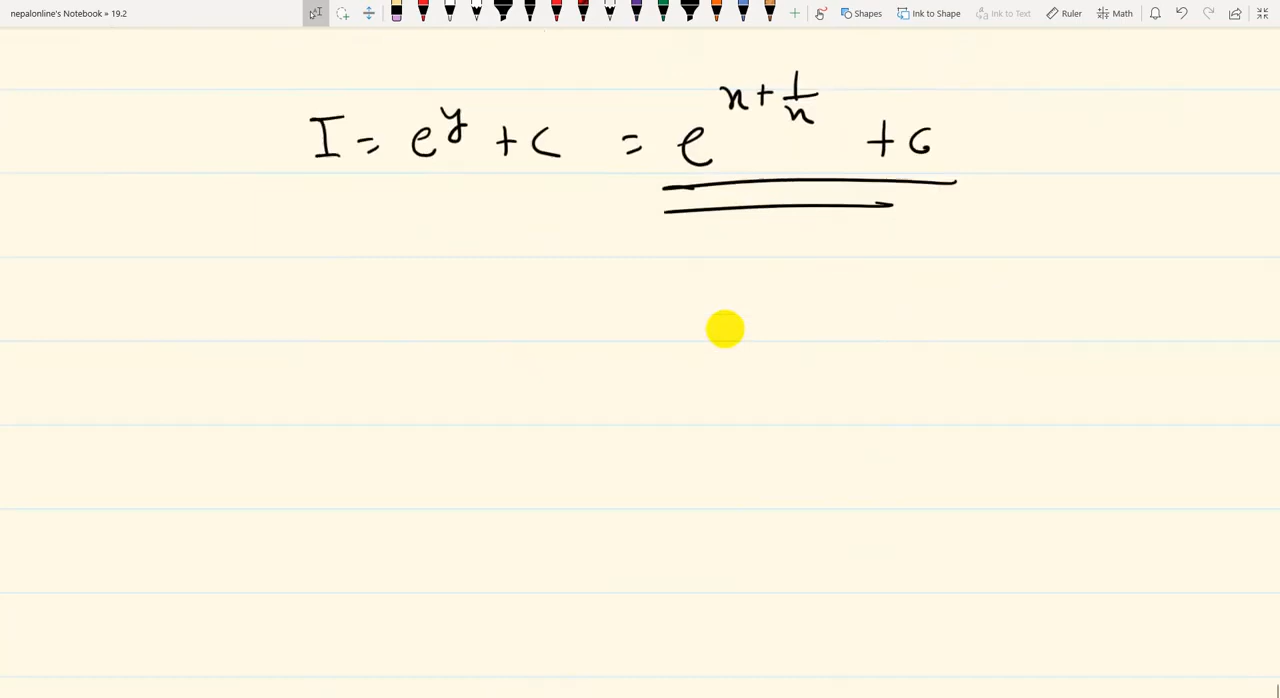 nepalonline's Notebook » 19.2
Shapes Ink to Shape Ink to Text Ruler Math
I = e^y + c = e^{x + 1/x} + c